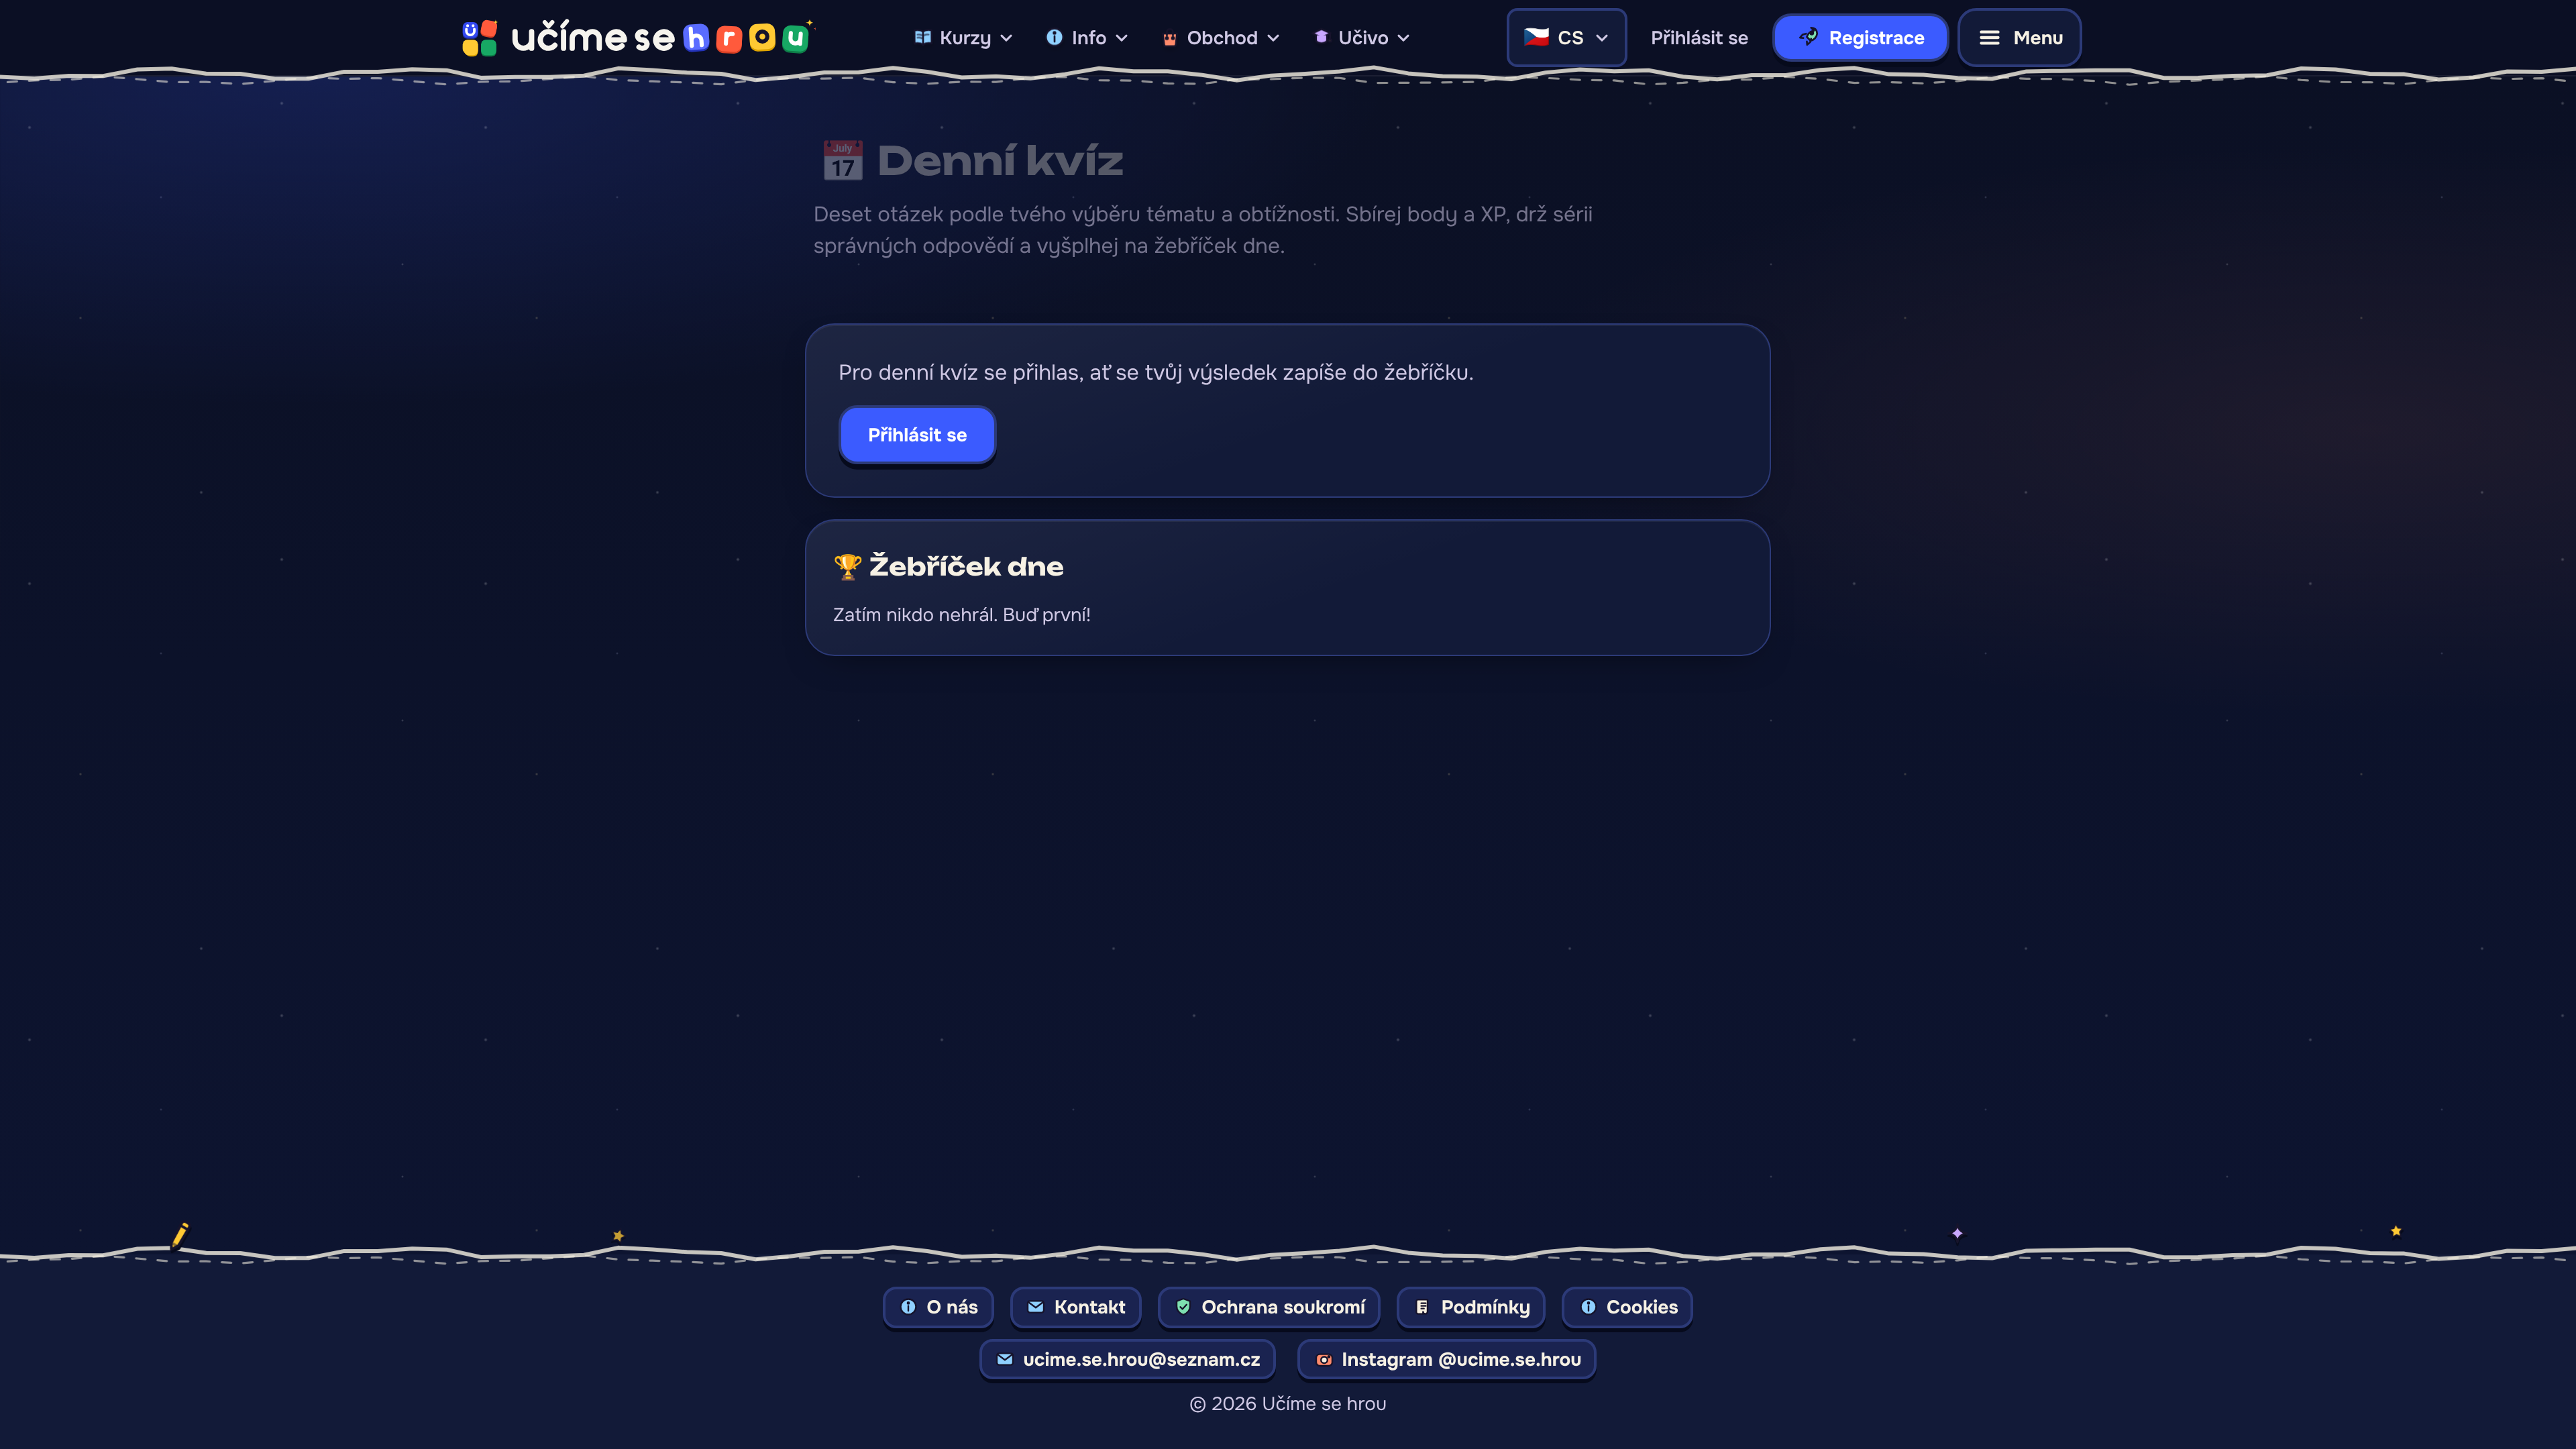 učíme se hrou
Kurzy
Info
Obchod
Učivo
CS
Přihlásit se
Registrace
Menu
July
17
Denní kvíz
Deset otázek podle tvého výběru tématu a obtížnosti. Sbírej body a XP, drž sérii
správných odpovědí a vyšplhej na žebříček dne.
Pro denní kvíz se přihlas, ať se tvůj výsledek zapíše do žebříčku.
Přihlásit se
Žebříček dne
Zatím nikdo nehrál. Buď první!
O nás
Kontakt
Ochrana soukromí
Podmínky
Cookies
ucime.se.hrou@seznam.cz
Instagram @ucime.se.hrou
© 2026 Učíme se hrou